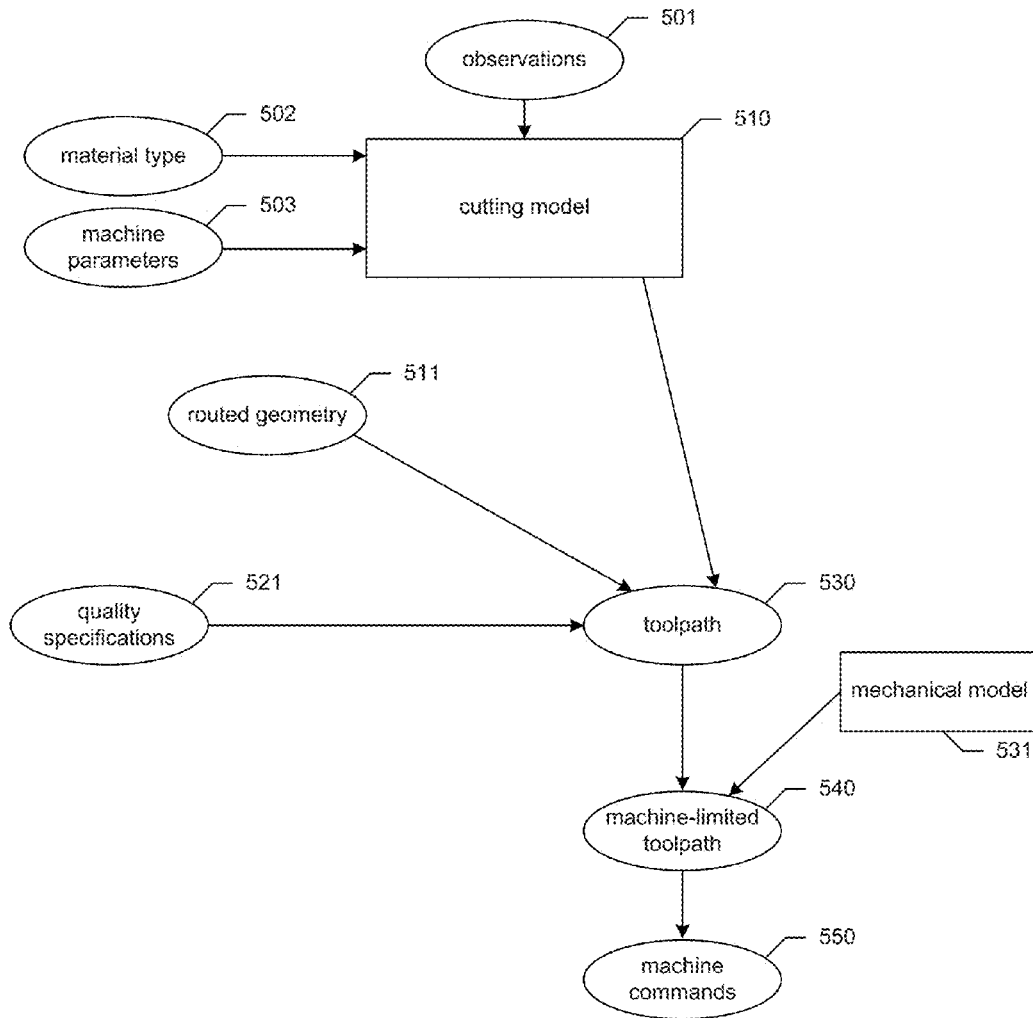 501
observations
502
510
material type
503
cutting model
machine
parameters
511
routed geometry
521
530
quality
specifications
toolpath
mechanical model
531
540
machine-limited
toolpath
550
machine
commands